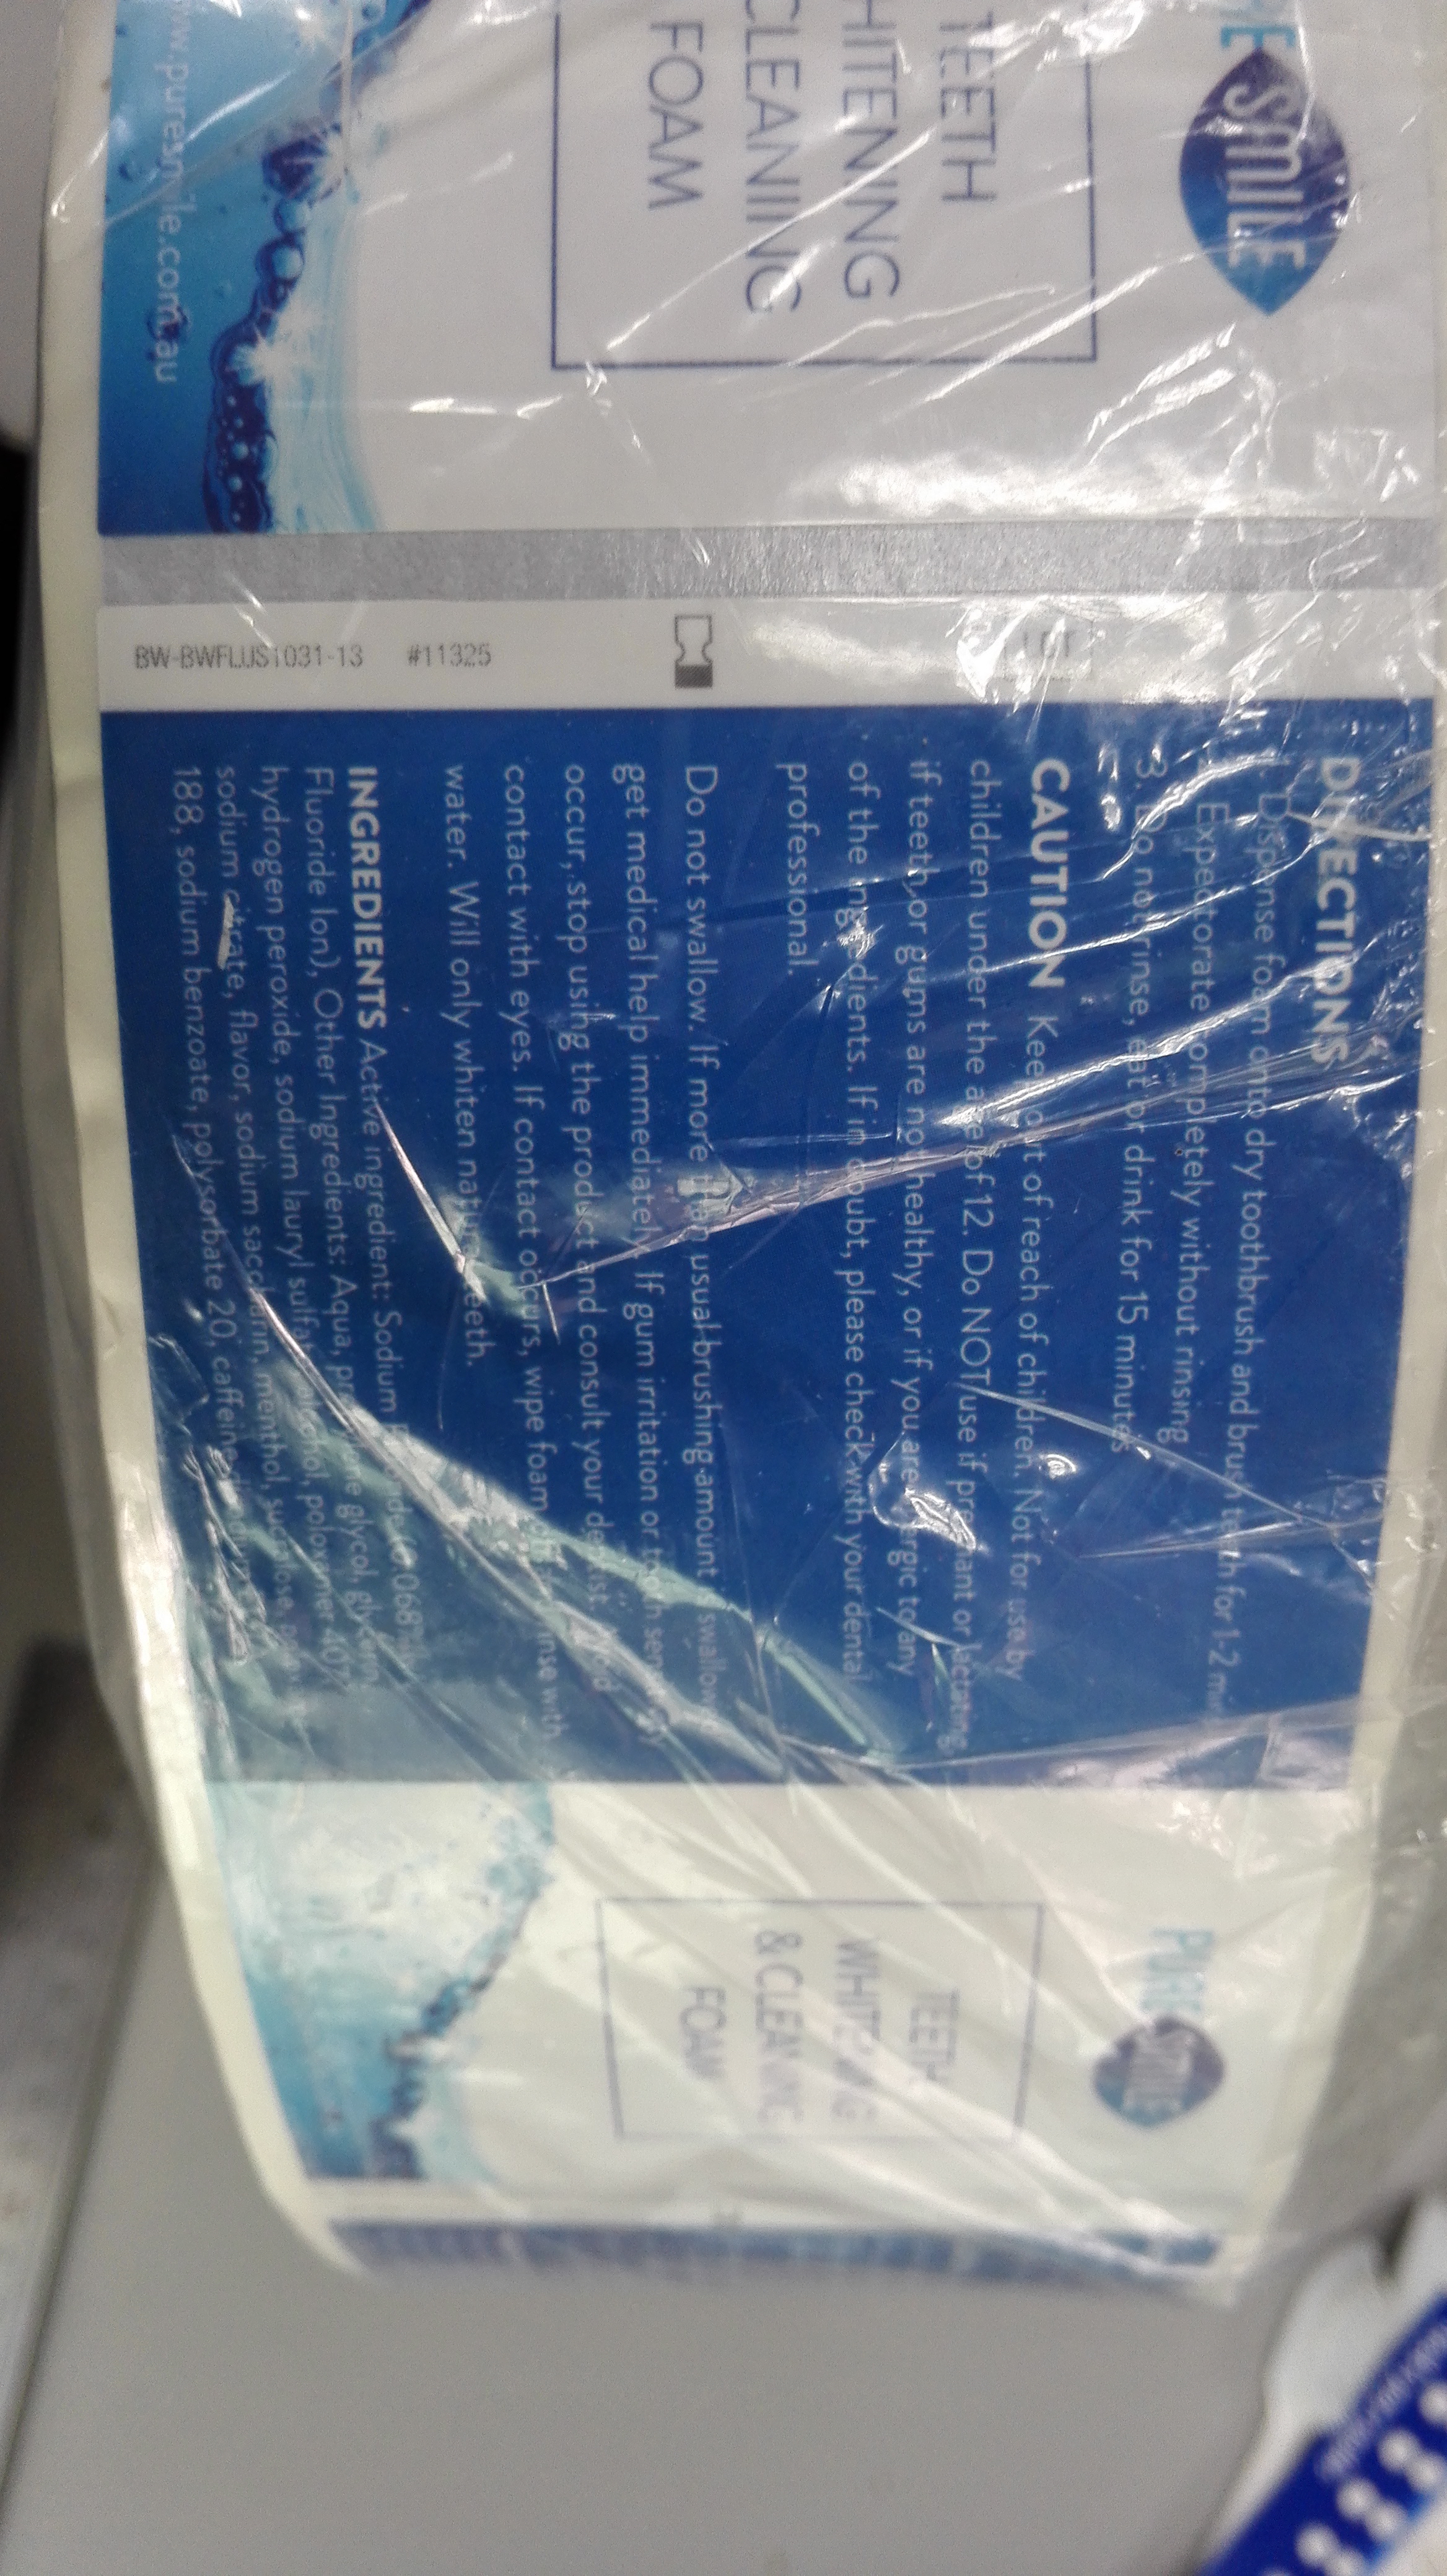 SMILE
TEETH
HITENING
CLEANING
FOAM
w.puresmile.com.au
LOT
BW-BWFLUS1031-13 #11325
DIRECTIONS
Dispense foam onto dry toothbrush and brush teeth for 1-2
Expectorate completely without rinsing
3. Do not rinse, eat or drink for 15 minutes
CAUTION Keep out of reach of children. Not for use by
children under the age of 12. Do NOT use if pregnant or lactating,
if teeth or gums are not healthy, or if you are allergic to any
of the ingredients. If in doubt, please check with your dental
professional.
Do not swallow. If more than usual brushing amount is swallowed
get medical help immediately. If gum irritation or tooth sensitivity
occur, stop using the product and consult your dentist. Avoid
contact with eyes. If contact occurs, wipe foam rinse with
water. Will only whiten natural teeth.
INGREDIENTS Active ingredient: Sodium
Fluoride Ion), Other Ingredients: Aqua, glycol, glycerin,
hydrogen peroxide, sodium lauryl poloxamer 407,
sodium citrate, flavor, sodium saccharin, menthol, sucralose,
188, sodium benzoate, polysorbate 20, caffeine
PURE SMILE
TEETH
WHITENING
& CLEANING
FOAM